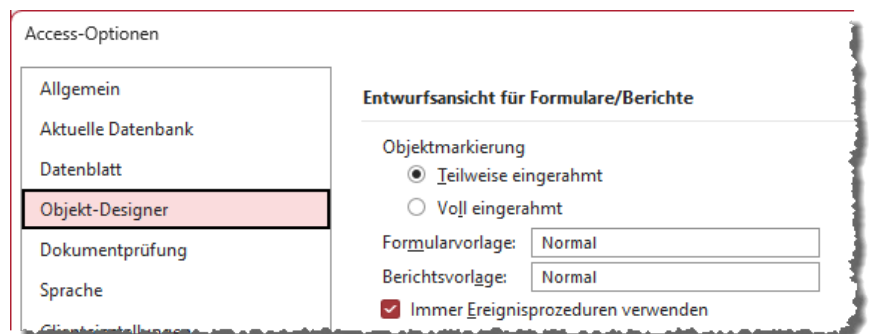 Access-Optionen
Allgemein
Aktuelle Datenbank
Datenblatt
Objekt-Designer
Dokumentprüfung
Sprache
Entwurfsansicht für Formulare/Berichte
Objektmarkierung
Teilweise eingerahmt
Voll eingerahmt
Formularvorlage: Normal
Berichtsvorlage: Normal
Immer Ereignisprozeduren verwenden